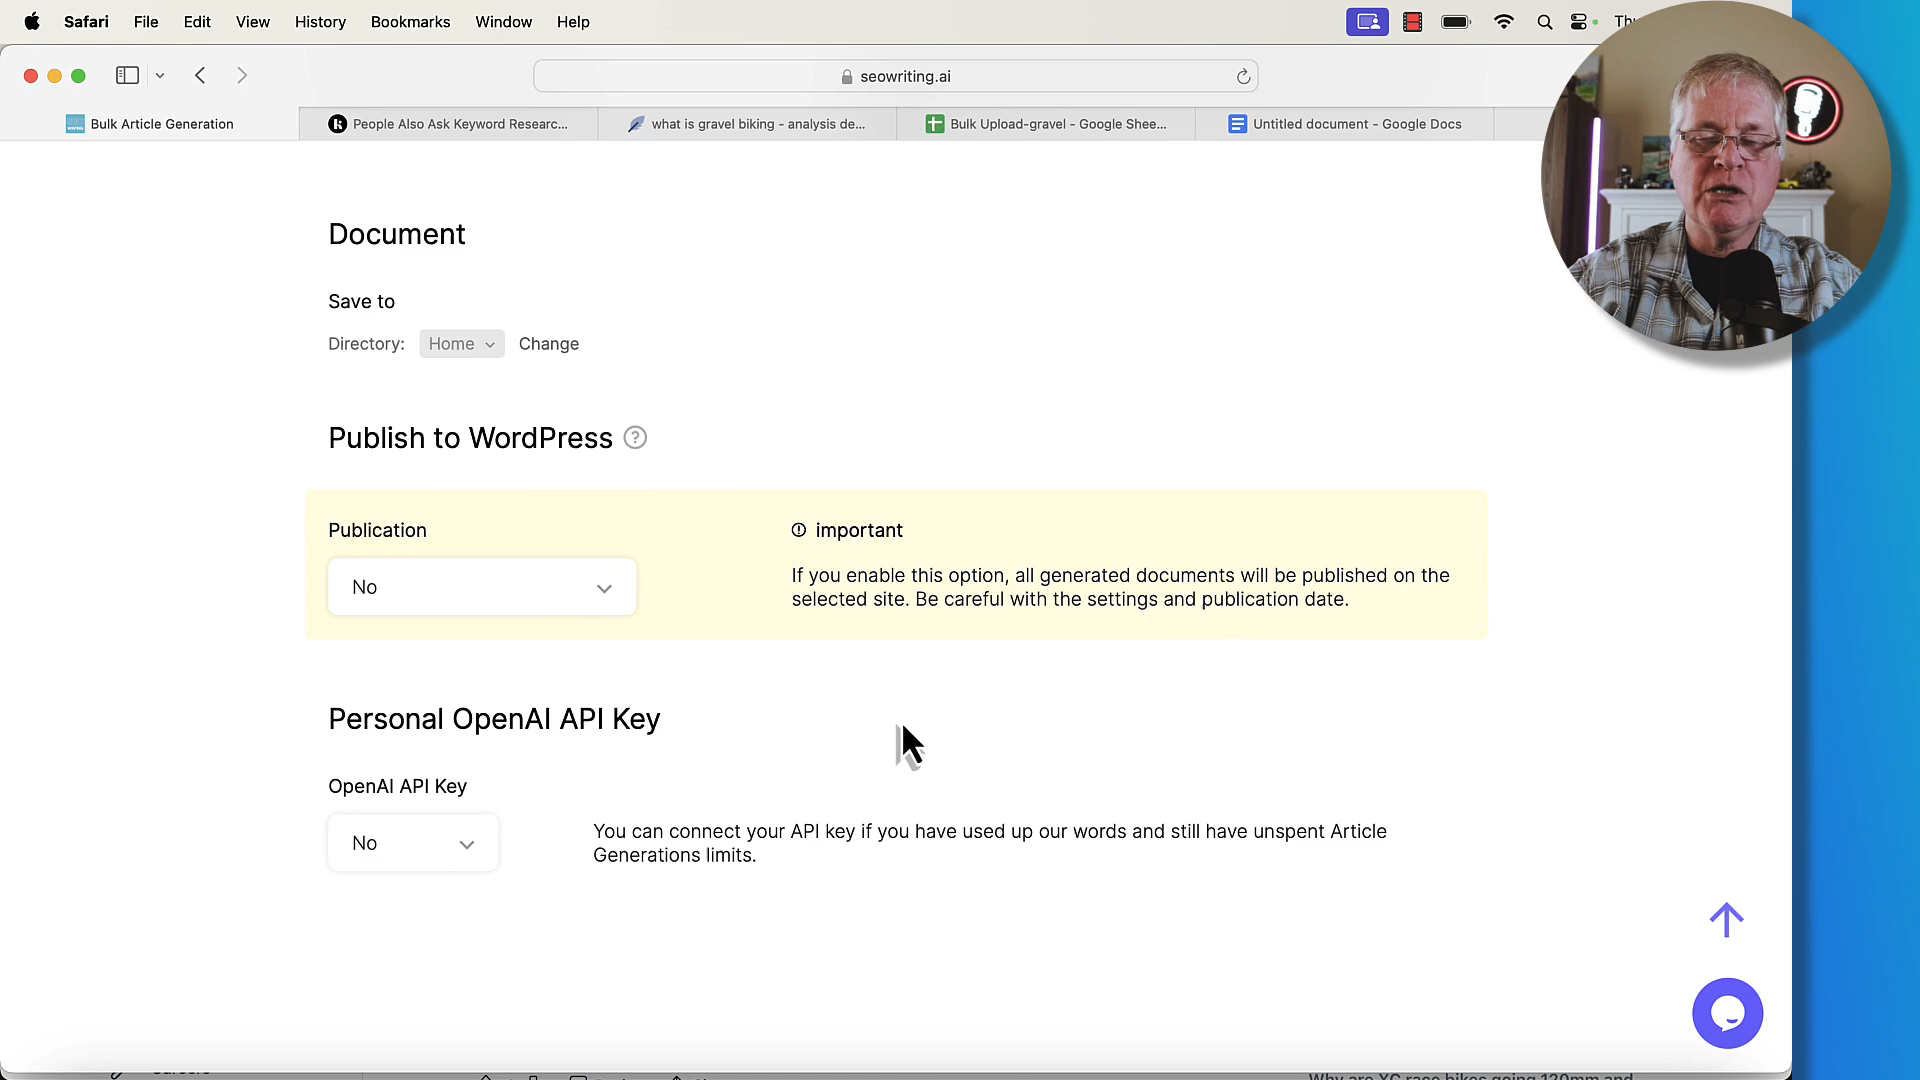 Safari File Edit View History Bookmarks Window Help
seowriting.ai
Bulk Article Generation
People Also Ask Keyword Researc...
what is gravel biking - analysis de...
Bulk Upload-gravel - Google Shee...
Untitled document - Google Docs
Document
Save to
Directory: Home Change
Publish to WordPress ?
Publication
important
No
If you enable this option, all generated documents will be published on the
selected site. Be careful with the settings and publication date.
Personal OpenAI API Key
OpenAI API Key
No
You can connect your API key if you have used up our words and still have unspent Article
Generations limits.